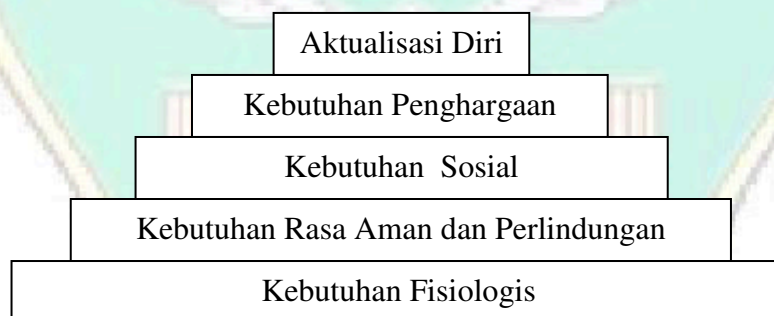 Aktualisasi Diri
Kebutuhan Penghargaan
Kebutuhan Sosial
Kebutuhan Rasa Aman dan Perlindungan
Kebutuhan Fisiologis